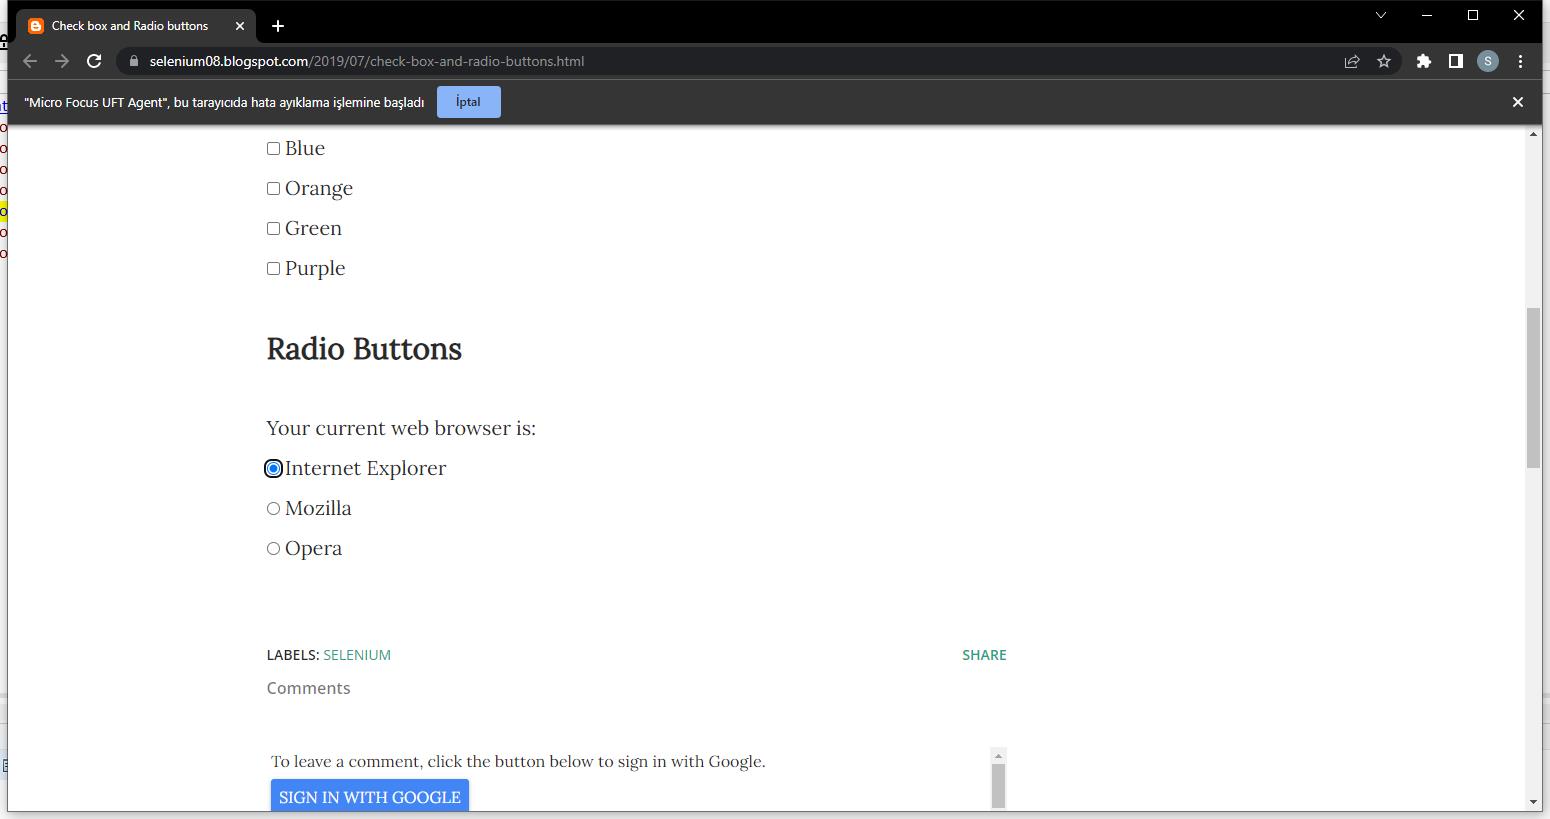 Check box and Radio buttons
selenium08.blogspot.com/2019/07/check-box-and-radio-buttons.html
S
"Micro Focus UFT Agent", bu tarayıcıda hata ayıklama işlemine başladı
İptal
Blue
Orange
Green
Purple
Radio Buttons
Your current web browser is:
Internet Explorer
Mozilla
Opera
LABELS: SELENIUM
SHARE
Comments
To leave a comment, click the button below to sign in with Google.
SIGN IN WITH GOOGLE